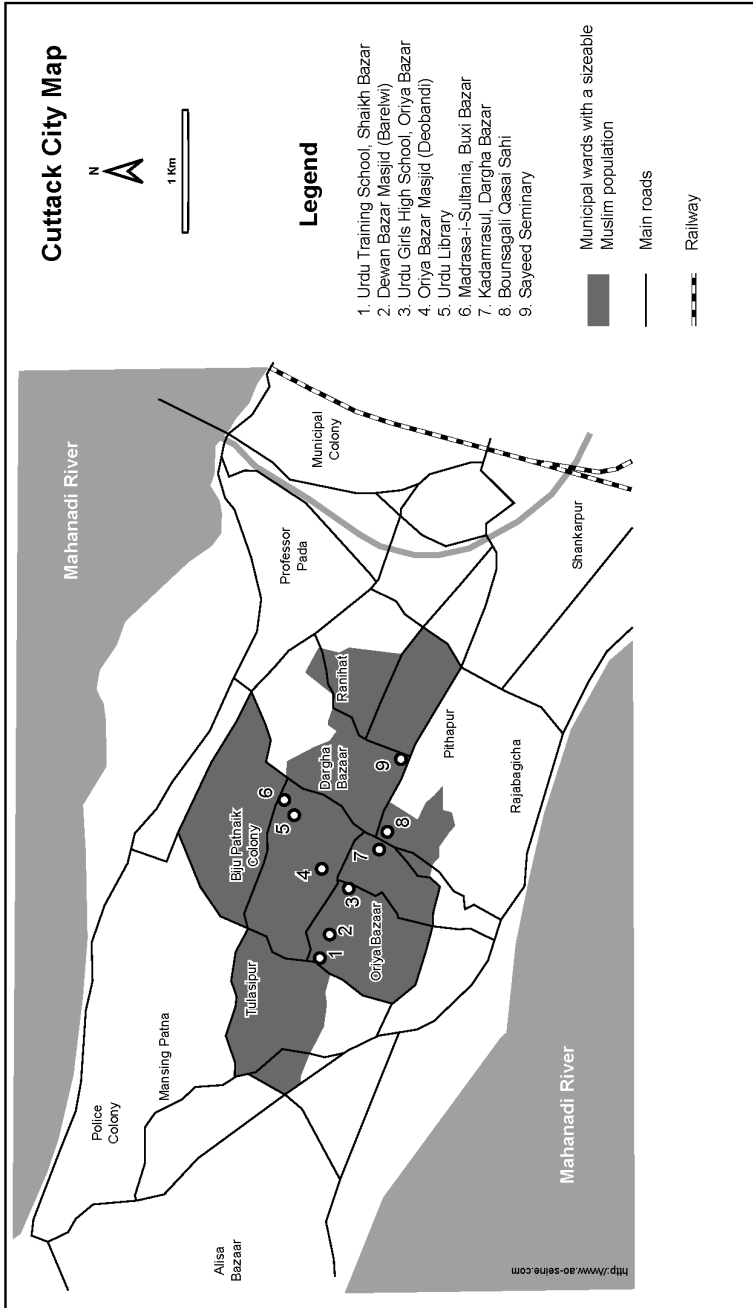 Cuttack City Map
N
1 Km
Legend
1. Urdu Training School, Shaikh Bazar
2. Dewan Bazar Masjid (Barelwi)
3. Urdu Girls High School, Oriya Bazar
4. Oriya Bazar Masjid (Deobandi)
5. Urdu Library
6. Madrasa-i-Sultania, Buxi Bazar
7. Kadamrasul, Dargha Bazar
8. Bounsagali Qasai Sahi
9. Sayeed Seminary
Municipal wards with a sizeable
Muslim population
Main roads
Railway
Mahanadi River
Municipal
Colony
Professor
Pada
Shankarpur
Ranihat
Pithapur
Dargha
Bazaar
Rajabagicha
Biju Patnaik
Colony
Oriya Bazaar
Tulasipur
Mansing Patna
Police
Colony
Alisa
Bazaar
1
2
3
4
5
6
7
8
9
Mahanadi River
http://www.ao-seine.com